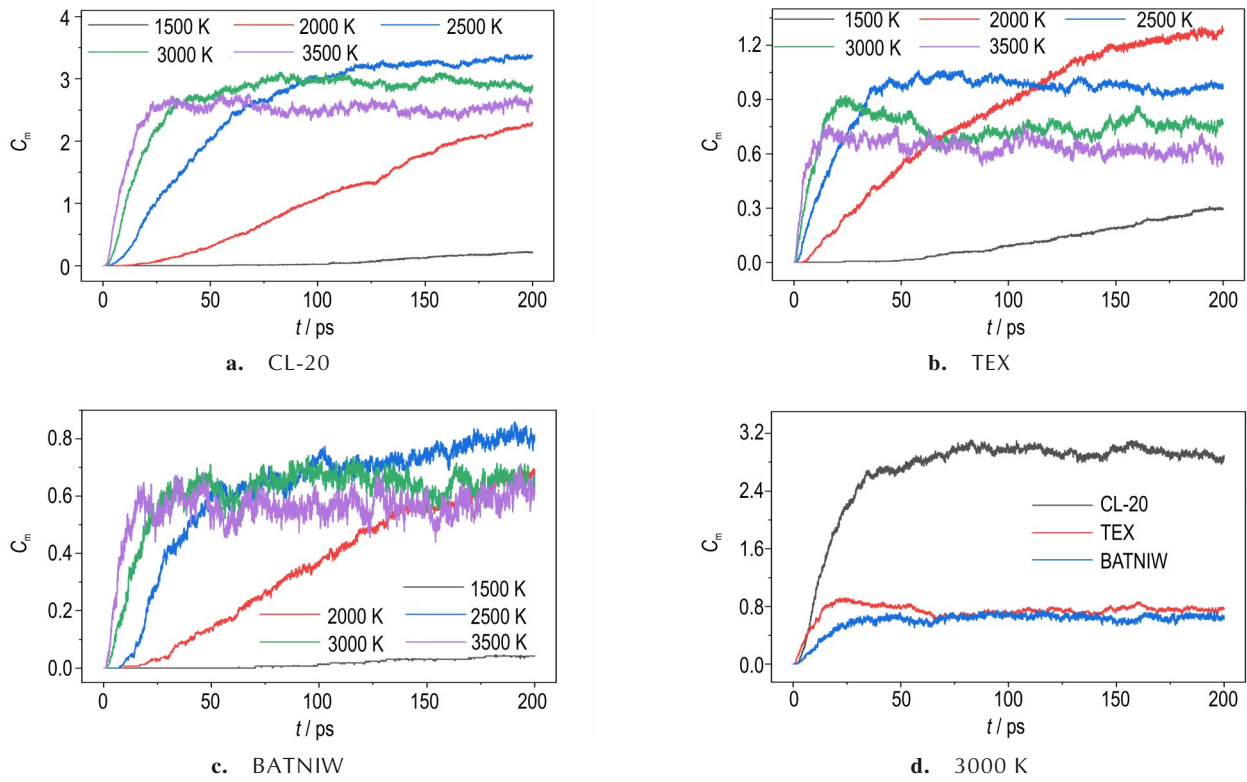 4
3
2
1
0
Cm
1500 K 2000 K 2500 K
3000 K 3500 K
0 50 100 150 200
t / ps
a. CL-20
1.2
0.9
0.6
0.3
0.0
Cm
1500 K 2000 K 2500 K
3000 K 3500 K
0 50 100 150 200
t / ps
b. TEX
0.8
0.6
0.4
0.2
0.0
Cm
1500 K
2000 K 2500 K
3000 K 3500 K
0 50 100 150 200
t / ps
c. BATNIW
3.2
2.4
1.6
0.8
0.0
Cm
CL-20
TEX
BATNIW
0 50 100 150 200
t / ps
d. 3000 K